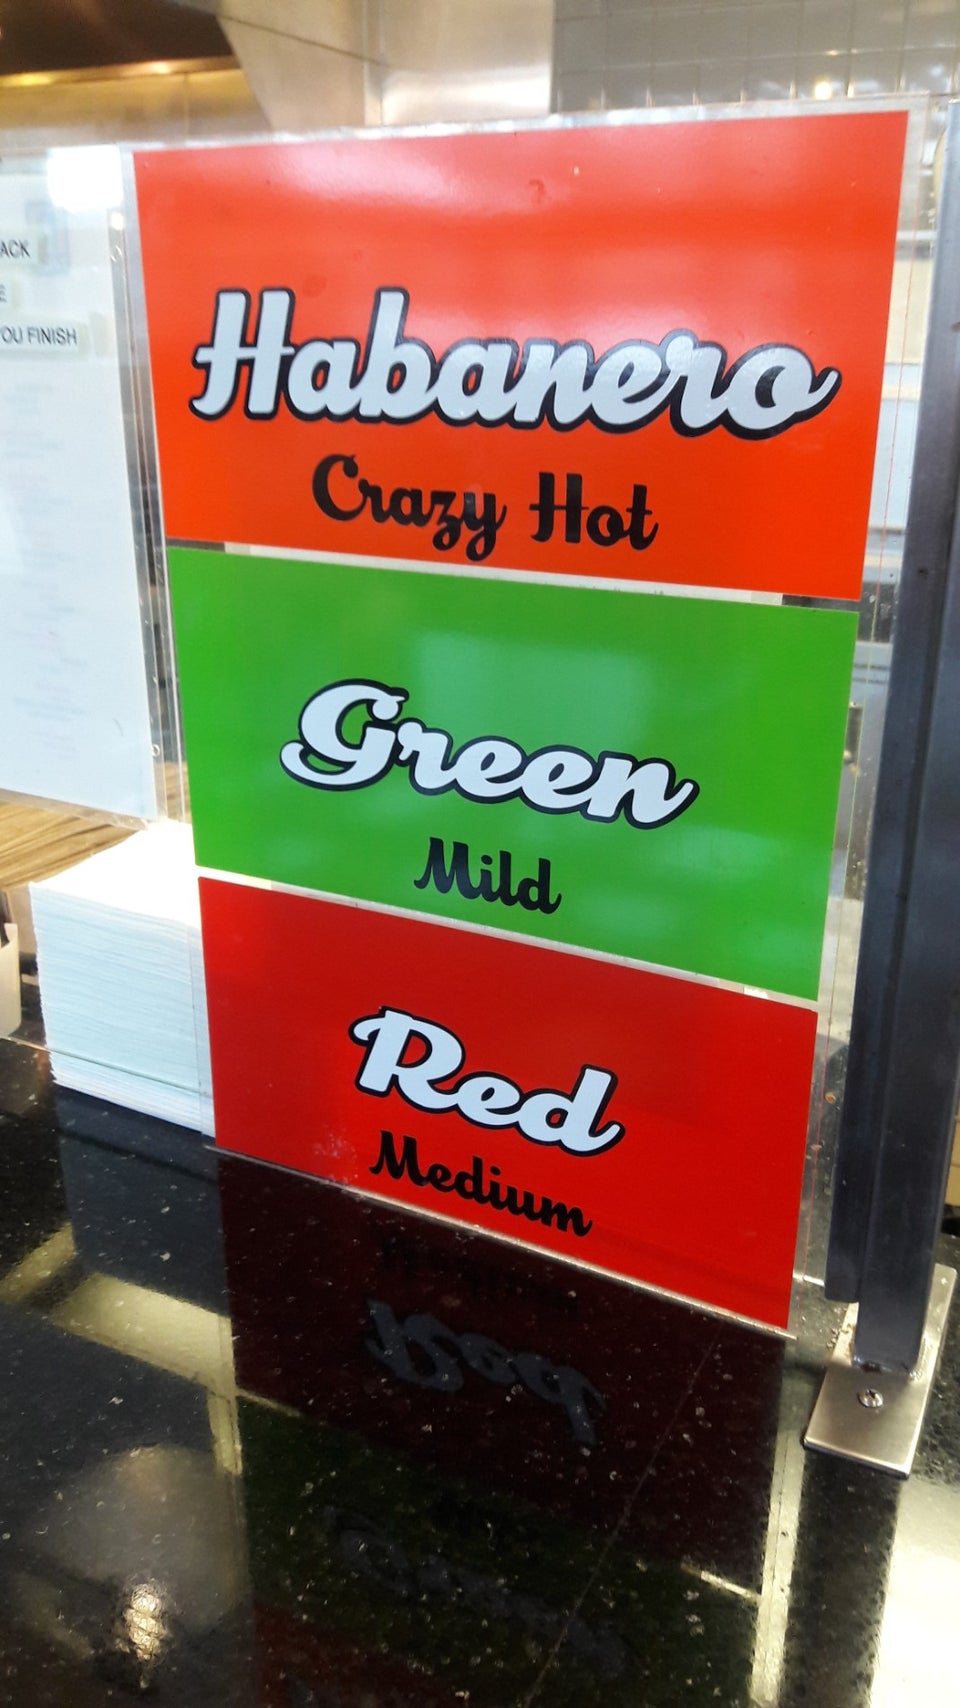 ACK
E
OU FINISH
Habanero
Crazy Hot
Green
Mild
Red
Medium